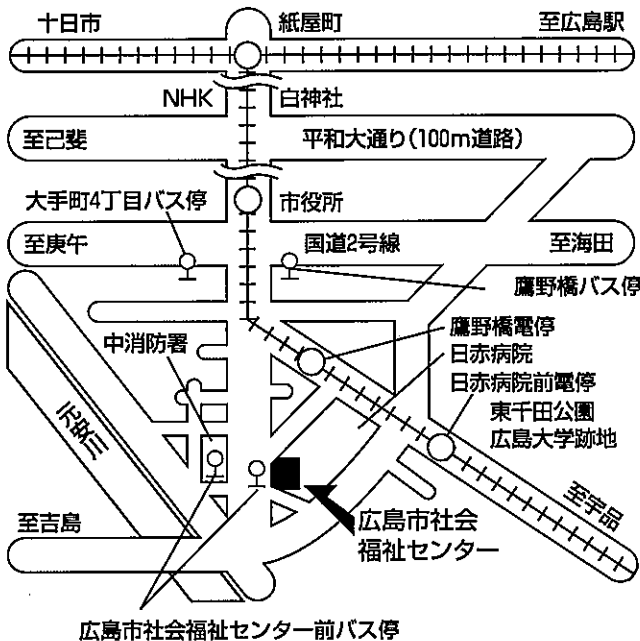 十日市
紙屋町
至広島駅
NHK
白神社
至己斐
平和大通り(100m道路)
大手町4丁目バス停
市役所
至庚午
国道2号線
至海田
鷹野橋バス停
中消防署
鷹野橋電停
日赤病院
日赤病院前電停
東千田公園
広島大学跡地
元安川
至宇品
至吉島
広島市社会
福祉センター
広島市社会福祉センター前バス停